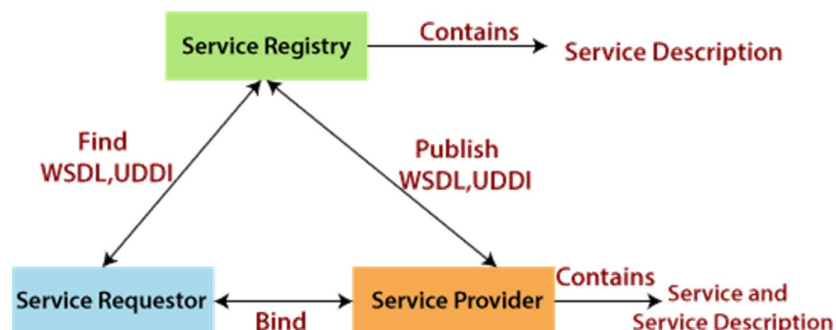 Service Registry
Contains
Service Description
Find
WSDL,UDDI
Publish
WSDL,UDDI
Service Requestor
Bind
Service Provider
Contains
Service and
Service Description